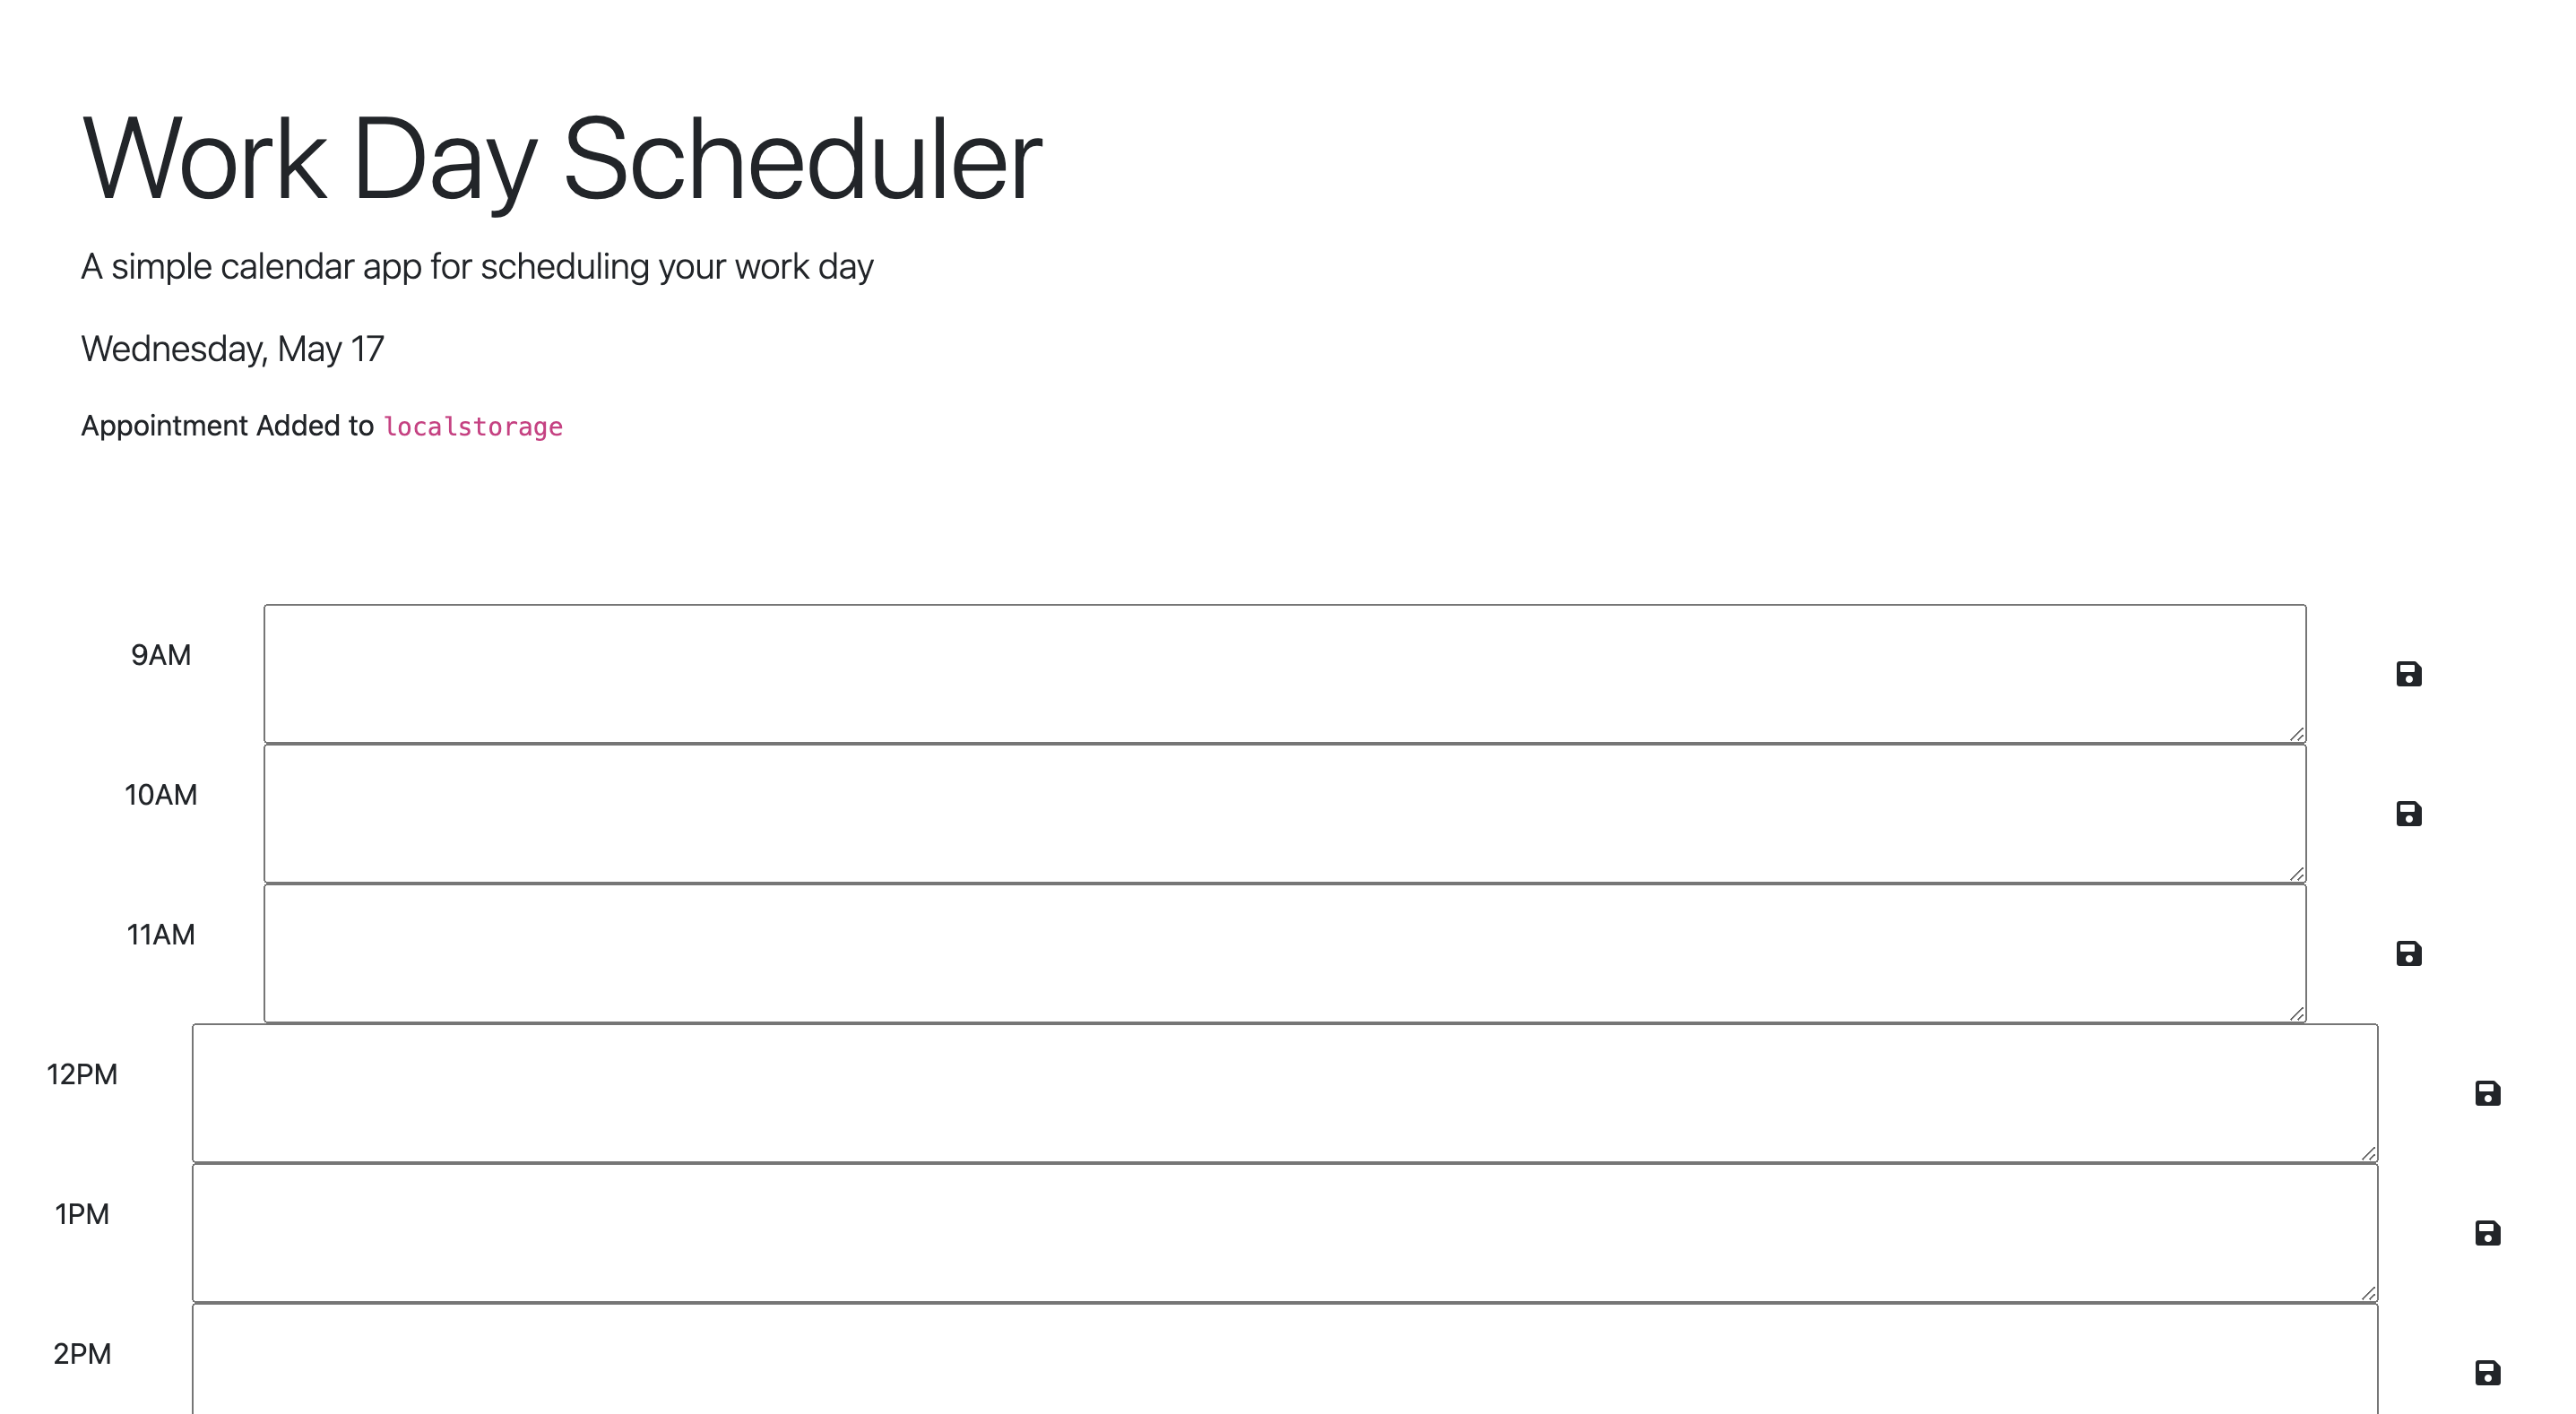 Work Day Scheduler
A simple calendar app for scheduling your work day
Wednesday, May 17
Appointment Added to localstorage
9AM
10AM
11AM
12PM
1PM
2PM